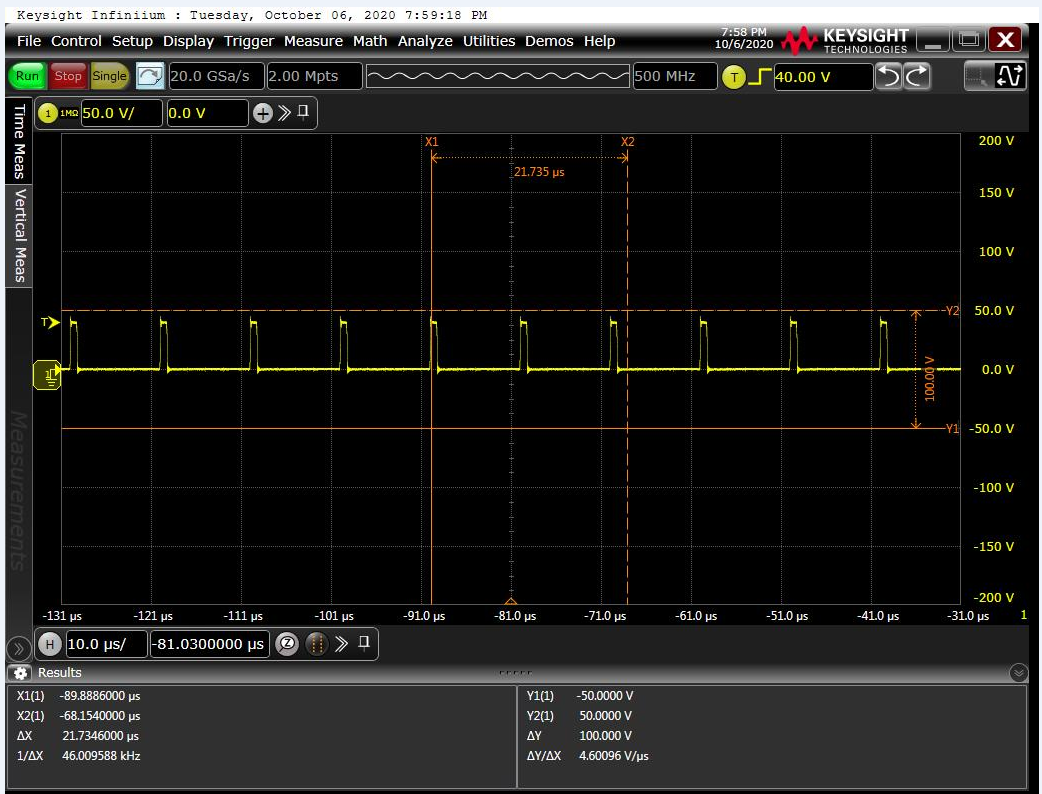 Keysight Infiniium : Tuesday, October 06, 2020 7:59:18 PM
File Control Setup Display Trigger Measure Math Analyze Utilities Demos Help
7:58 PM
10/6/2020
KEYSIGHT
TECHNOLOGIES
X
Run Stop Single 20.0 GSa/s 2.00 Mpts 500 MHz T 40.00 V
1 1MΩ 50.0 V/ 0.0 V
Time Meas
Vertical Meas
Measurements
X1 X2
21.735 µs
200 V
150 V
100 V
50.0 V
0.0 V
-50.0 V
-100 V
-150 V
-200 V
Y2
T
1
100.00 V
Y1
-131 µs -121 µs -111 µs -101 µs -91.0 µs -81.0 µs -71.0 µs -61.0 µs -51.0 µs -41.0 µs -31.0 µs 1
H 10.0 µs/ -81.0300000 µs Z
Results
X1(1) -89.8886000 µs
X2(1) -68.1540000 µs
ΔX 21.7346000 µs
1/ΔX 46.009588 kHz
Y1(1) -50.0000 V
Y2(1) 50.0000 V
ΔY 100.000 V
ΔY/ΔX 4.60096 V/µs